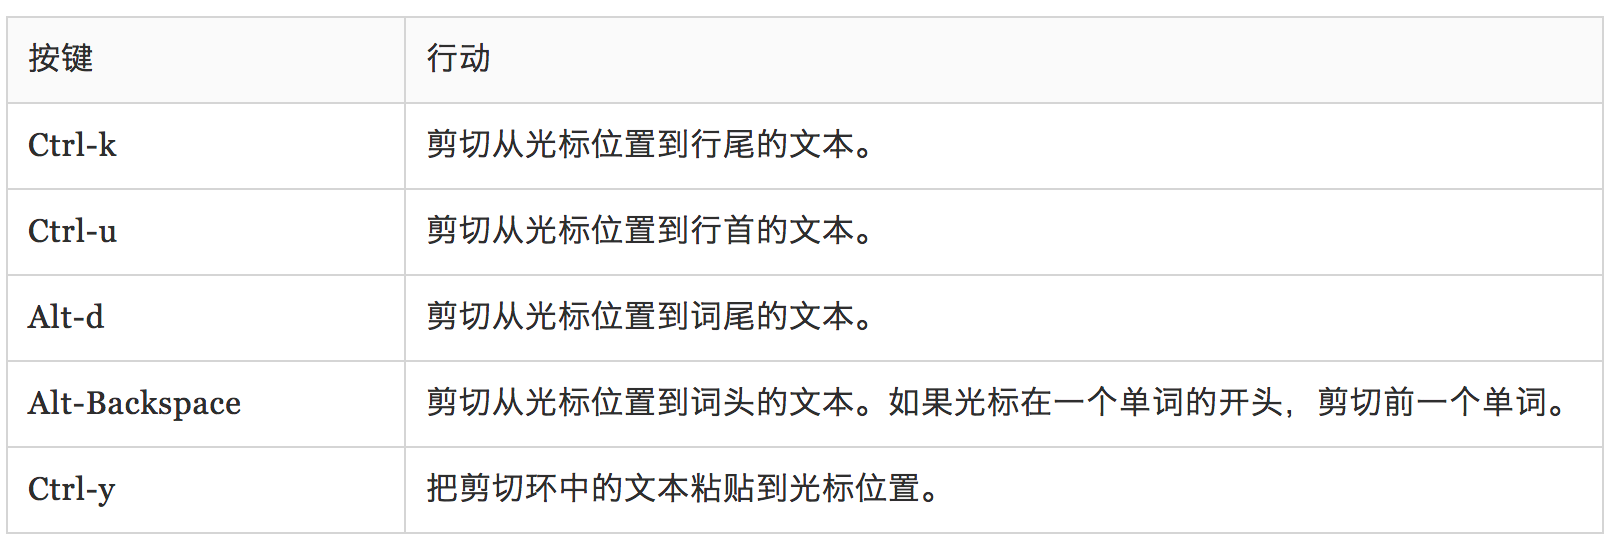 按键 行动
Ctrl-k 剪切从光标位置到行尾的文本。
Ctrl-u 剪切从光标位置到行首的文本。
Alt-d 剪切从光标位置到词尾的文本。
Alt-Backspace 剪切从光标位置到词头的文本。如果光标在一个单词的开头，剪切前一个单词。
Ctrl-y 把剪切环中的文本粘贴到光标位置。